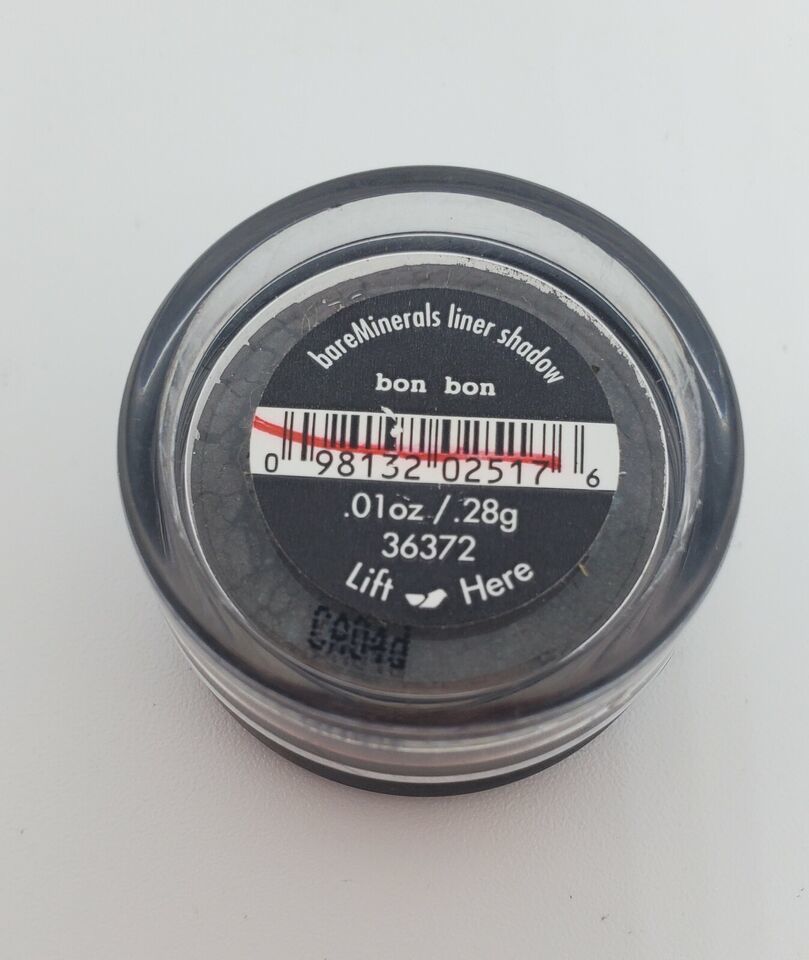 bareMinerals liner shadow
bon bon
0 98132 02517 6
.01oz /.28g
36372
Lift Here